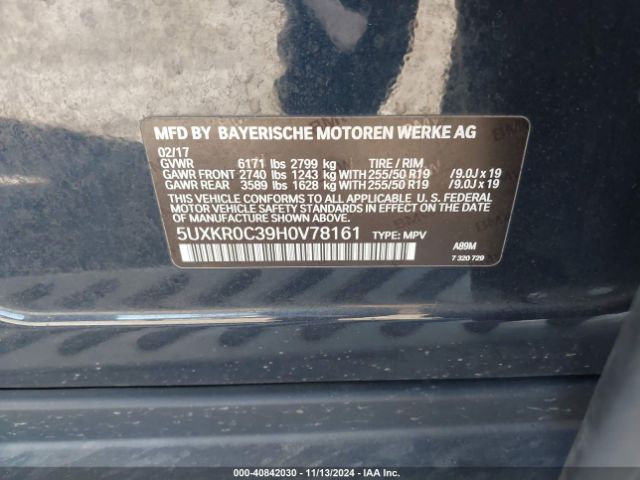 MFD BY BAYERISCHE MOTOREN WERKE AG
02/17
GVWR 6171 lbs 2799 kg TIRE / RIM
GAWR FRONT 2740 lbs 1243 kg WITH 255/50 R19 /9.0J x 19
GAWR REAR 3589 lbs 1628 kg WITH 255/50 R19 /9.0J x 19
THIS VEHICLE CONFORMS TO ALL APPLICABLE U. S. FEDERAL
MOTOR VEHICLE SAFETY STANDARDS IN EFFECT ON THE DATE OF
MANUFACTURE SHOWN ABOVE.
5UXKR0C39H0V78161 TYPE: MPV A89M
7 320 729
000-40842030 - 11/13/2024 - IAA Inc.